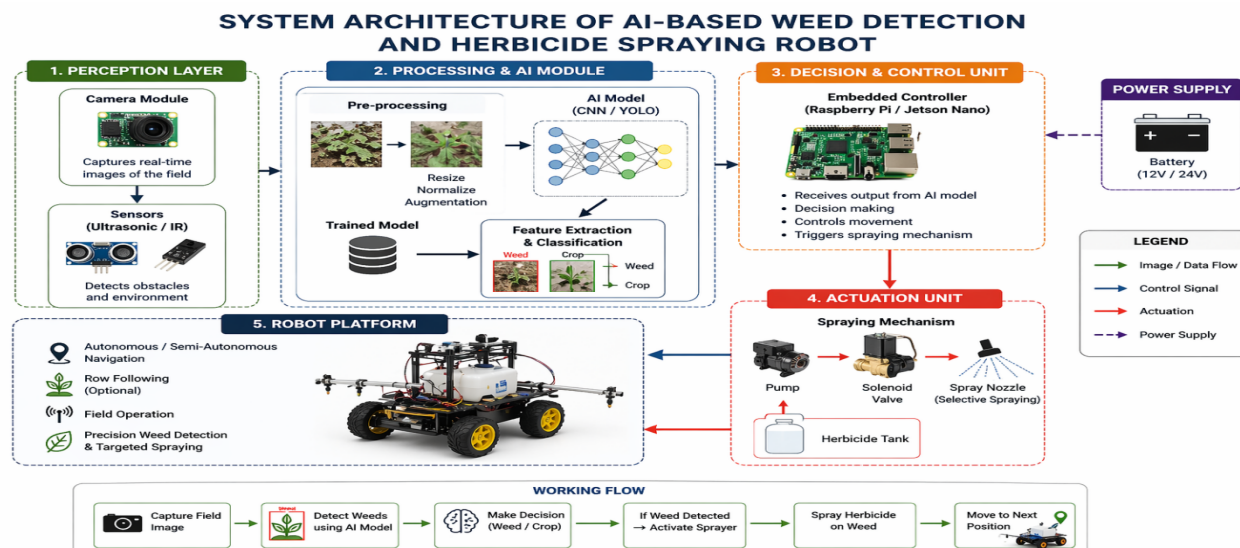 SYSTEM ARCHITECTURE OF AI-BASED WEED DETECTION
AND HERBICIDE SPRAYING ROBOT
1. PERCEPTION LAYER
Camera Module
Captures real-time
images of the field
Sensors
(Ultrasonic / IR)
Detects obstacles
and environment
2. PROCESSING & AI MODULE
Pre-processing
Resize
Normalize
Augmentation
AI Model
(CNN / YOLO)
Trained Model
Feature Extraction
& Classification
Weed
Crop
Weed
Crop
3. DECISION & CONTROL UNIT
Embedded Controller
(Raspberry Pi / Jetson Nano)
• Receives output from AI model
• Decision making
• Controls movement
• Triggers spraying mechanism
POWER SUPPLY
+ −
Battery
(12V / 24V)
LEGEND
Image / Data Flow
Control Signal
Actuation
Power Supply
4. ACTUATION UNIT
Spraying Mechanism
Pump
Solenoid
Valve
Spray Nozzle
(Selective Spraying)
Herbicide Tank
5. ROBOT PLATFORM
Autonomous / Semi-Autonomous
Navigation
Row Following
(Optional)
Field Operation
Precision Weed Detection
& Targeted Spraying
WORKING FLOW
Capture Field
Image
Detect Weeds
using AI Model
Make Decision
(Weed / Crop)
If Weed Detected
→ Activate Sprayer
Spray Herbicide
on Weed
Move to Next
Position